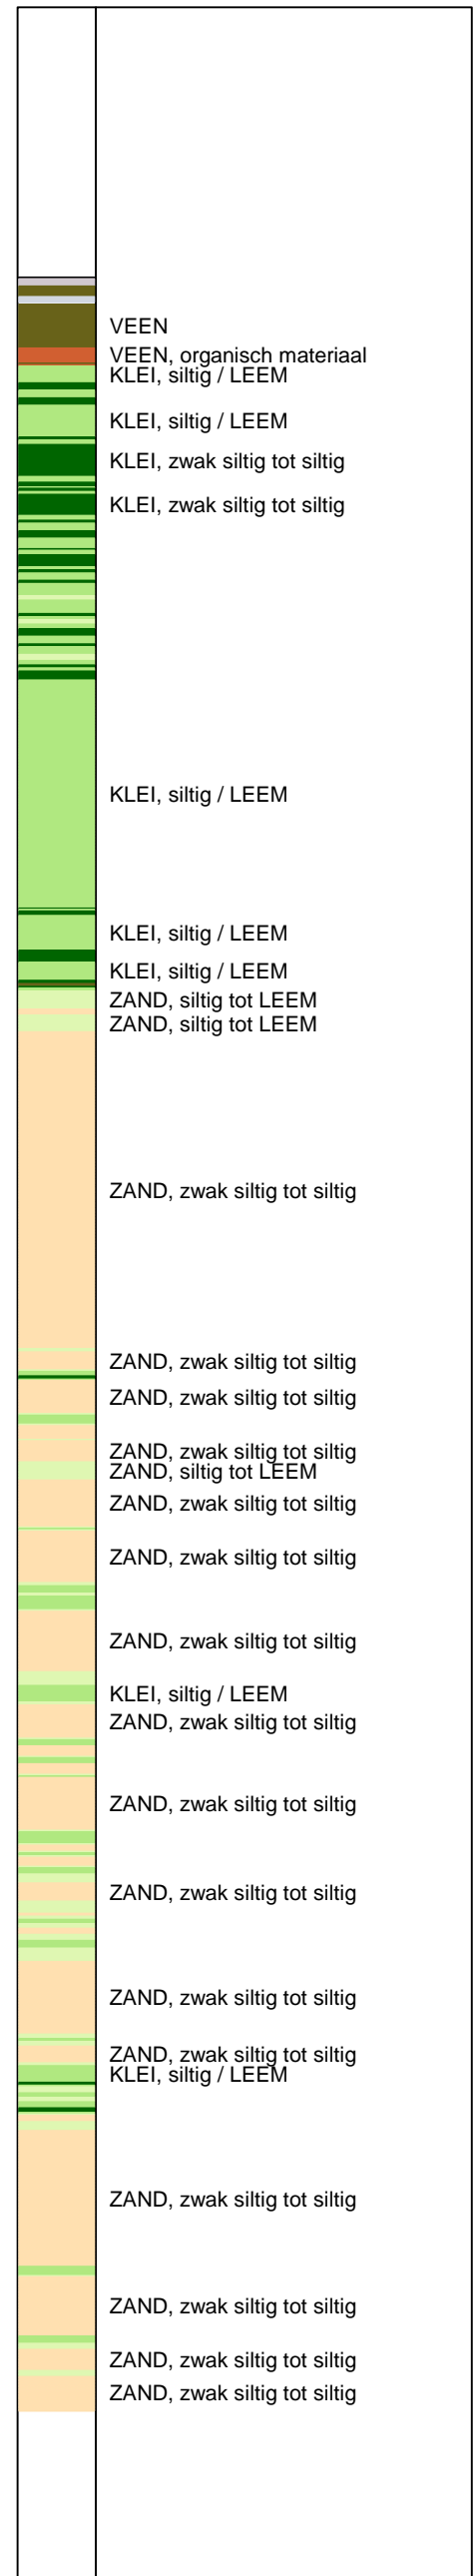 VEEN
VEEN, organisch materiaal
KLEI, siltig / LEEM
KLEI, siltig / LEEM
KLEI, zwak siltig tot siltig
KLEI, zwak siltig tot siltig
KLEI, siltig / LEEM
KLEI, siltig / LEEM
KLEI, siltig / LEEM
ZAND, siltig tot LEEM
ZAND, siltig tot LEEM
ZAND, zwak siltig tot siltig
ZAND, zwak siltig tot siltig
ZAND, zwak siltig tot siltig
ZAND, zwak siltig tot siltig
ZAND, siltig tot LEEM
ZAND, zwak siltig tot siltig
ZAND, zwak siltig tot siltig
ZAND, zwak siltig tot siltig
KLEI, siltig / LEEM
ZAND, zwak siltig tot siltig
ZAND, zwak siltig tot siltig
ZAND, zwak siltig tot siltig
ZAND, zwak siltig tot siltig
ZAND, zwak siltig tot siltig
KLEI, siltig / LEEM
ZAND, zwak siltig tot siltig
ZAND, zwak siltig tot siltig
ZAND, zwak siltig tot siltig
ZAND, zwak siltig tot siltig